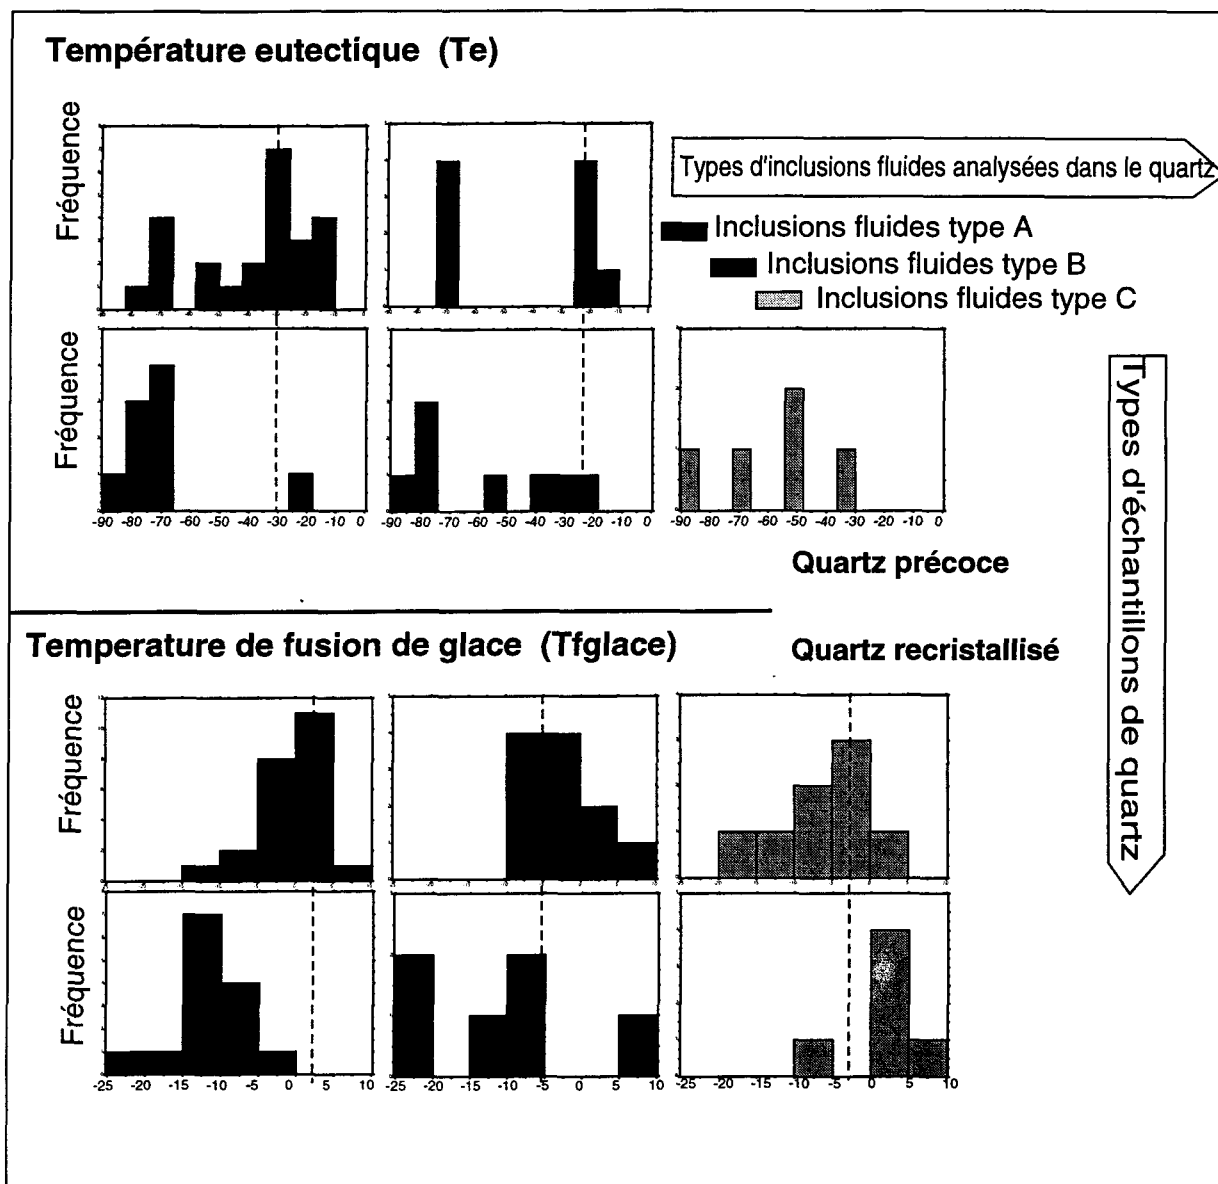 Température eutectique (Te)
Fréquence
Types d'inclusions fluides analysées dans le quartz
Inclusions fluides type A
Inclusions fluides type B
Inclusions fluides type C
Fréquence
-90 -80 -70 -60 -50 -40 -30 -20 -10 0
-90 -80 -70 -60 -50 -40 -30 -20 -10 0
-90 -80 -70 -60 -50 -40 -30 -20 -10 0
Types d'échantillons de quartz
Quartz précoce
Temperature de fusion de glace (Tfglace)
Quartz recristallisé
Fréquence
Fréquence
-25 -20 -15 -10 -5 0 5 10
-25 -20 -15 -10 -5 0 5 10
-25 -20 -15 -10 -5 0 5 10